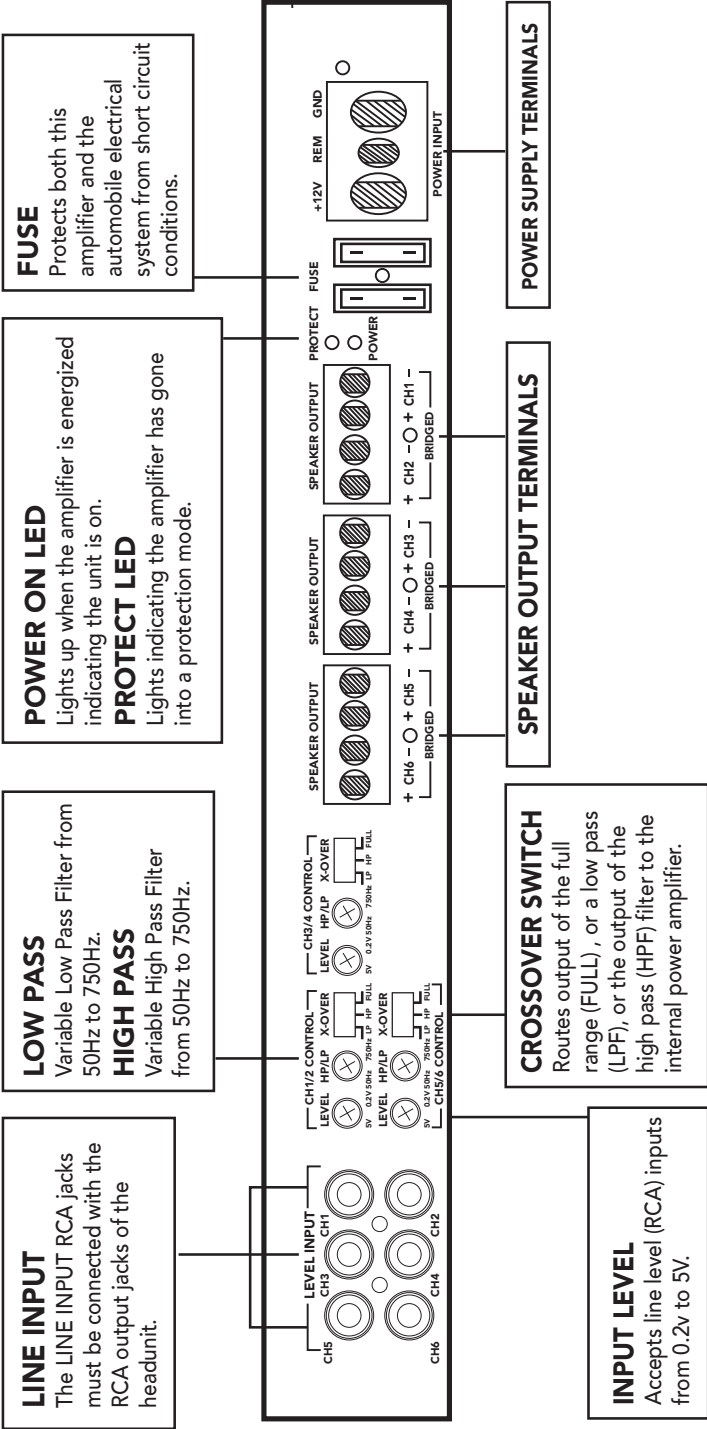 LINE INPUT
The LINE INPUT RCA jacks
must be connected with the
RCA output jacks of the
headunit.
LOW PASS
Variable Low Pass Filter from
50Hz to 750Hz.
HIGH PASS
Variable High Pass Filter
from 50Hz to 750Hz.
POWER ON LED
Lights up when the amplifier is energized
indicating the unit is on.
PROTECT LED
Lights indicating the amplifier has gone
into a protection mode.
FUSE
Protects both this
amplifier and the
automobile electrical
system from short circuit
conditions.
LEVEL INPUT
CH5
CH3
CH1
CH6
CH4
CH2
CH1/2 CONTROL
LEVEL HP/LP X-OVER
5V 0.2V 50Hz 750Hz LP HP FULL
LEVEL HP/LP X-OVER
5V 0.2V 50Hz 750Hz LP HP FULL
CH5/6 CONTROL
CH3/4 CONTROL
LEVEL HP/LP X-OVER
5V 0.2V 50Hz 750Hz LP HP FULL
SPEAKER OUTPUT
+ CH6 - + CH5 -
BRIDGED
SPEAKER OUTPUT
+ CH4 - + CH3 -
BRIDGED
SPEAKER OUTPUT
+ CH2 - + CH1 -
BRIDGED
PROTECT
POWER
FUSE
+12V REM GND
POWER INPUT
INPUT LEVEL
Accepts line level (RCA) inputs
from 0.2v to 5V.
CROSSOVER SWITCH
Routes output of the full
range (FULL) , or a low pass
(LPF), or the output of the
high pass (HPF) filter to the
internal power amplifier.
SPEAKER OUTPUT TERMINALS
POWER SUPPLY TERMINALS